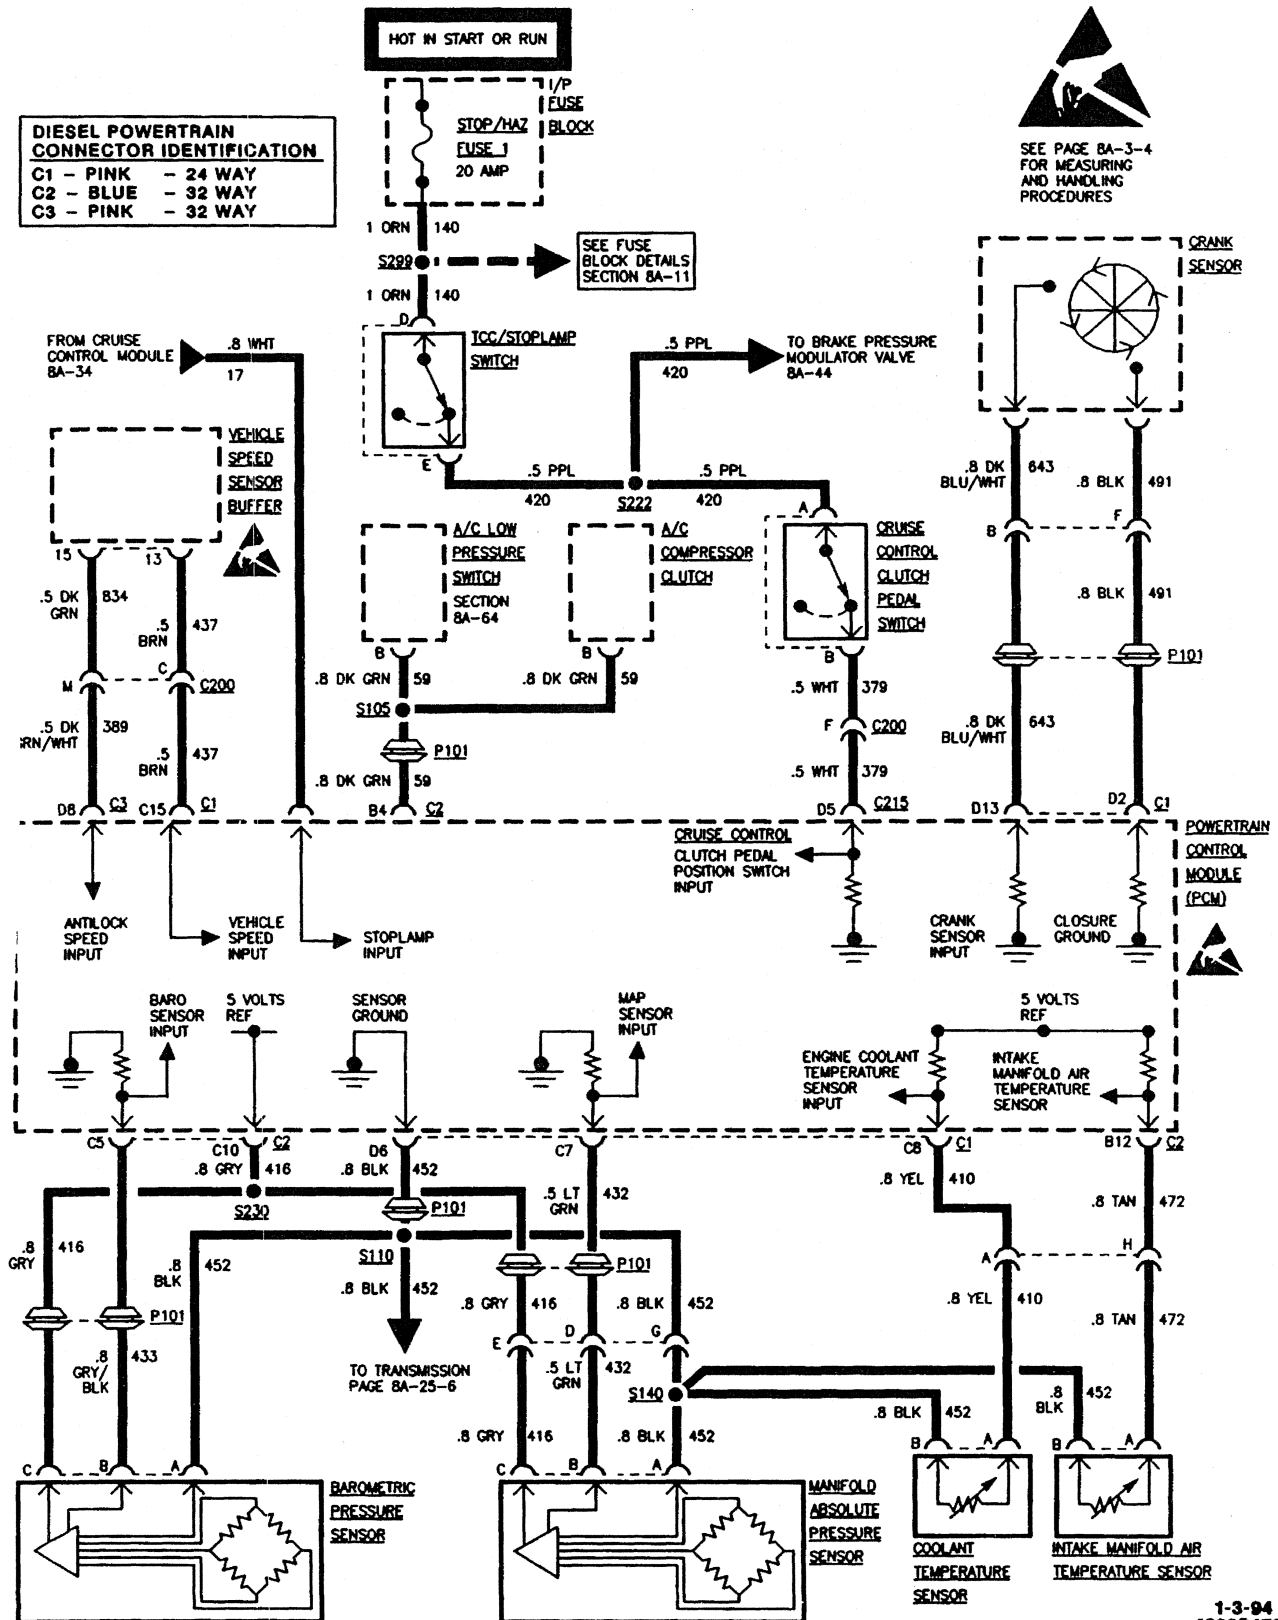 HOT IN START OR RUN
I/P
FUSE
BLOCK
STOP/HAZ
FUSE 1
20 AMP
DIESEL POWERTRAIN
CONNECTOR IDENTIFICATION
C1 - PINK - 24 WAY
C2 - BLUE - 32 WAY
C3 - PINK - 32 WAY
SEE PAGE 8A-3-4
FOR MEASURING
AND HANDLING
PROCEDURES
1 ORN 140
S299
SEE FUSE
BLOCK DETAILS
SECTION 8A-11
1 ORN 140
D
CRANK
SENSOR
FROM CRUISE
CONTROL MODULE
8A-34
.8 WHT
17
TCC/STOPLAMP
SWITCH
.5 PPL
420
TO BRAKE PRESSURE
MODULATOR VALVE
8A-44
E
.5 PPL
420
S222
.5 PPL
420
A
VEHICLE
SPEED
SENSOR
BUFFER
A/C LOW
PRESSURE
SWITCH
SECTION
8A-64
A/C
COMPRESSOR
CLUTCH
CRUISE
CONTROL
CLUTCH
PEDAL
SWITCH
.8 DK
BLU/WHT
643
.8 BLK 491
B F
.8 BLK 491
P101
15 13
.5 DK
GRN
834
.5
BRN
437
M C C200
.5 DK
RN/WHT
389
.5
BRN
437
B
.8 DK GRN 59
B
.8 DK GRN 59
S105
P101
.8 DK GRN 59
B
.5 WHT 379
F C200
.5 WHT 379
.8 DK
BLU/WHT
643
D8 C3 C15 C1 B4 C2 D5 C215 D13 D2 C1
POWERTRAIN
CONTROL
MODULE
(PCM)
CRUISE CONTROL
CLUTCH PEDAL
POSITION SWITCH
INPUT
ANTILOCK
SPEED
INPUT
VEHICLE
SPEED
INPUT
STOPLAMP
INPUT
CRANK
SENSOR
INPUT
CLOSURE
GROUND
BARO
SENSOR
INPUT
5 VOLTS
REF
SENSOR
GROUND
MAP
SENSOR
INPUT
5 VOLTS
REF
ENGINE COOLANT
TEMPERATURE
SENSOR
INPUT
INTAKE
MANIFOLD AIR
TEMPERATURE
SENSOR
C5 C10 C2 D6 C7 C8 C1 B12 C2
.8 GRY 416
.8 BLK 452
.8 YEL 410
S230
P101
.5 LT
GRN
432
.8 TAN 472
.8
GRY
416
.8
BLK
452
S110
.8 BLK 452
P101
A H
.8 GRY 416
.8 BLK 452
.8 YEL 410
.8 TAN 472
P101
.8
GRY/
BLK
433
E D G
TO TRANSMISSION
PAGE 8A-25-6
.5 LT
GRN
432
S140
.8 BLK 452
.8
BLK
452
.8 GRY 416
.8 BLK 452
C B A
C B A
B A
B A
BAROMETRIC
PRESSURE
SENSOR
MANIFOLD
ABSOLUTE
PRESSURE
SENSOR
COOLANT
TEMPERATURE
SENSOR
INTAKE MANIFOLD AIR
TEMPERATURE SENSOR
1-3-94